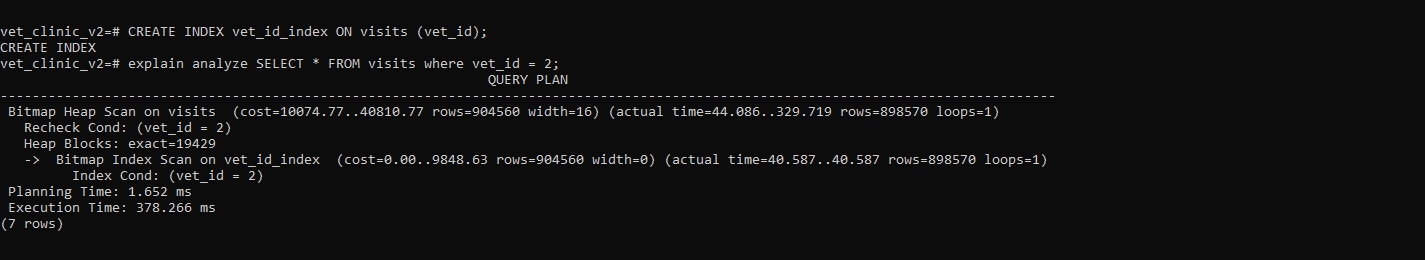 vet_clinic_v2=# CREATE INDEX vet_id_index ON visits (vet_id);
CREATE INDEX
vet_clinic_v2=# explain analyze SELECT * FROM visits where vet_id = 2;
QUERY PLAN
-----------------------------------------------------------------------------------------------------------------------------------
Bitmap Heap Scan on visits  (cost=10074.77..40810.77 rows=904560 width=16) (actual time=44.086..329.719 rows=898570 loops=1)
Recheck Cond: (vet_id = 2)
Heap Blocks: exact=19429
->  Bitmap Index Scan on vet_id_index  (cost=0.00..9848.63 rows=904560 width=0) (actual time=40.587..40.587 rows=898570 loops=1)
Index Cond: (vet_id = 2)
Planning Time: 1.652 ms
Execution Time: 378.266 ms
(7 rows)